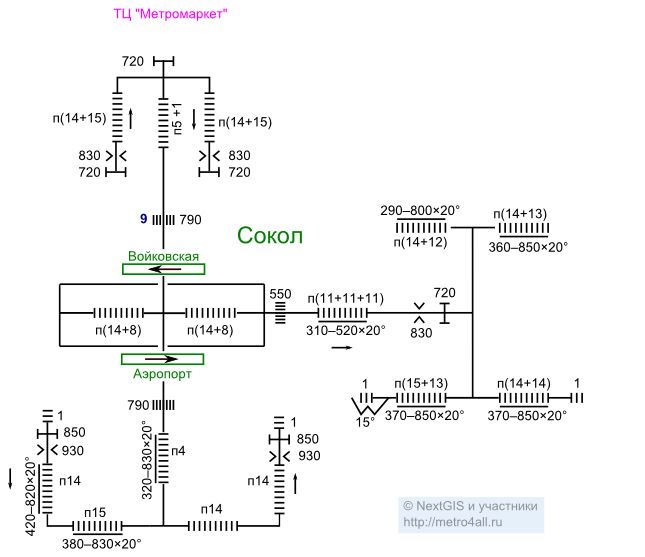 ТЦ "Метромаркет"
720
п(14+15)
п5 +1
п(14+15)
830
830
720
720
9
790
Сокол
Войковская
290–800×20°
п(14+13)
п(14+12)
360–850×20°
550
п(11+11+11)
720
п(14+8)
п(14+8)
310–520×20°
830
Аэропорт
1
п(15+13)
п(14+14)
1
15°
370–850×20°
370–850×20°
790
1
850
930
320–830×20°
п4
1
850
930
420–820×20°
п14
п14
п15
п14
380–830×20°
© NextGIS и участники
http://metro4all.ru